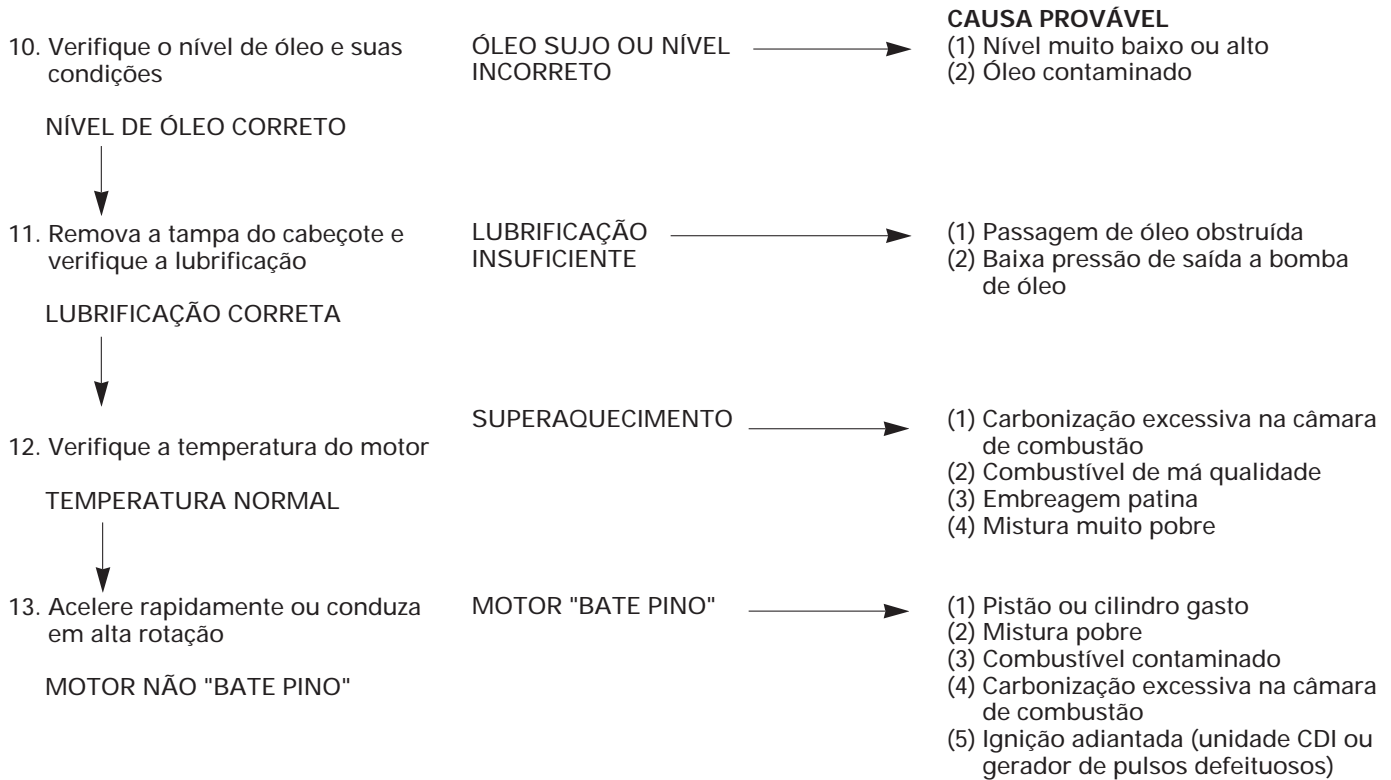 CAUSA PROVÁVEL
10. Verifique o nível de óleo e suas
condições
ÓLEO SUJO OU NÍVEL
INCORRETO
(1) Nível muito baixo ou alto
(2) Óleo contaminado
NÍVEL DE ÓLEO CORRETO
11. Remova a tampa do cabeçote e
verifique a lubrificação
LUBRIFICAÇÃO
INSUFICIENTE
(1) Passagem de óleo obstruída
(2) Baixa pressão de saída a bomba
de óleo
LUBRIFICAÇÃO CORRETA
12. Verifique a temperatura do motor
SUPERAQUECIMENTO
(1) Carbonização excessiva na câmara
de combustão
(2) Combustível de má qualidade
(3) Embreagem patina
(4) Mistura muito pobre
TEMPERATURA NORMAL
13. Acelere rapidamente ou conduza
em alta rotação
MOTOR "BATE PINO"
(1) Pistão ou cilindro gasto
(2) Mistura pobre
(3) Combustível contaminado
(4) Carbonização excessiva na câmara
de combustão
(5) Ignição adiantada (unidade CDI ou
gerador de pulsos defeituosos)
MOTOR NÃO "BATE PINO"